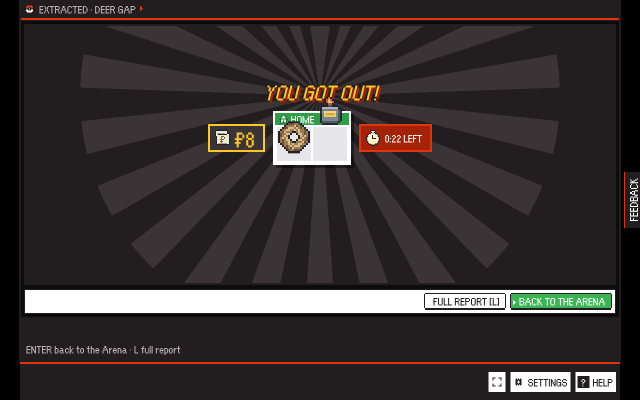 EXTRACTED · DEER GAP
YOU GOT OUT!
HOME
₽8
0:22 LEFT
FEEDBACK
FULL REPORT [L]
BACK TO THE ARENA
ENTER back to the Arena · L full report
SETTINGS
? HELP